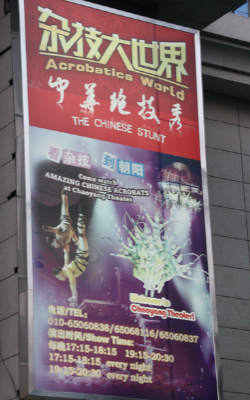 杂技大世界
Acrobatics World
中华绝技秀
THE CHINESE STUNT
看杂技 到朝阳
Come watch
AMAZING CHINESE ACROBATS
at Chaoyang Theater
Welcome to
Chaoyang Theater!
电话/TEL:
010-65060838/65068116/65060837
演出时间/Show Time:
每晚17:15-18:15 19:15-20:30
17:15-18:15 every night
19:15-20:30 every night